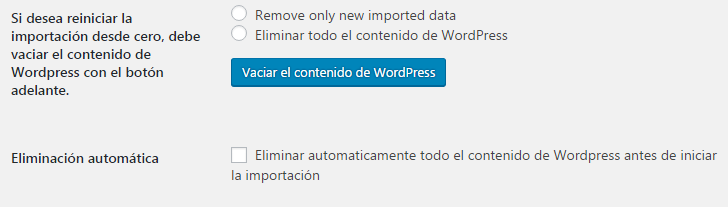 Si desea reiniciar la
importación desde cero, debe
vaciar el contenido de
Wordpress con el botón
adelante.
Remove only new imported data
Eliminar todo el contenido de WordPress
Vaciar el contenido de WordPress
Eliminación automática
Eliminar automaticamente todo el contenido de Wordpress antes de iniciar
la importación